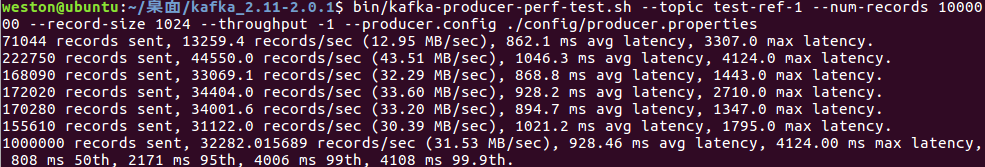 weston@ubuntu:~/桌面/kafka_2.11-2.0.1$ bin/kafka-producer-perf-test.sh --topic test-ref-1 --num-records 10000
00 --record-size 1024 --throughput -1 --producer.config ./config/producer.properties
71044 records sent, 13259.4 records/sec (12.95 MB/sec), 862.1 ms avg latency, 3307.0 max latency.
222750 records sent, 44550.0 records/sec (43.51 MB/sec), 1046.3 ms avg latency, 4124.0 max latency.
168090 records sent, 33069.1 records/sec (32.29 MB/sec), 868.8 ms avg latency, 1443.0 max latency.
172020 records sent, 34404.0 records/sec (33.60 MB/sec), 928.2 ms avg latency, 2710.0 max latency.
170280 records sent, 34001.6 records/sec (33.20 MB/sec), 894.7 ms avg latency, 1347.0 max latency.
155610 records sent, 31122.0 records/sec (30.39 MB/sec), 1021.2 ms avg latency, 1795.0 max latency.
1000000 records sent, 32282.015689 records/sec (31.53 MB/sec), 928.46 ms avg latency, 4124.00 ms max latency,
 808 ms 50th, 2171 ms 95th, 4006 ms 99th, 4108 ms 99.9th.